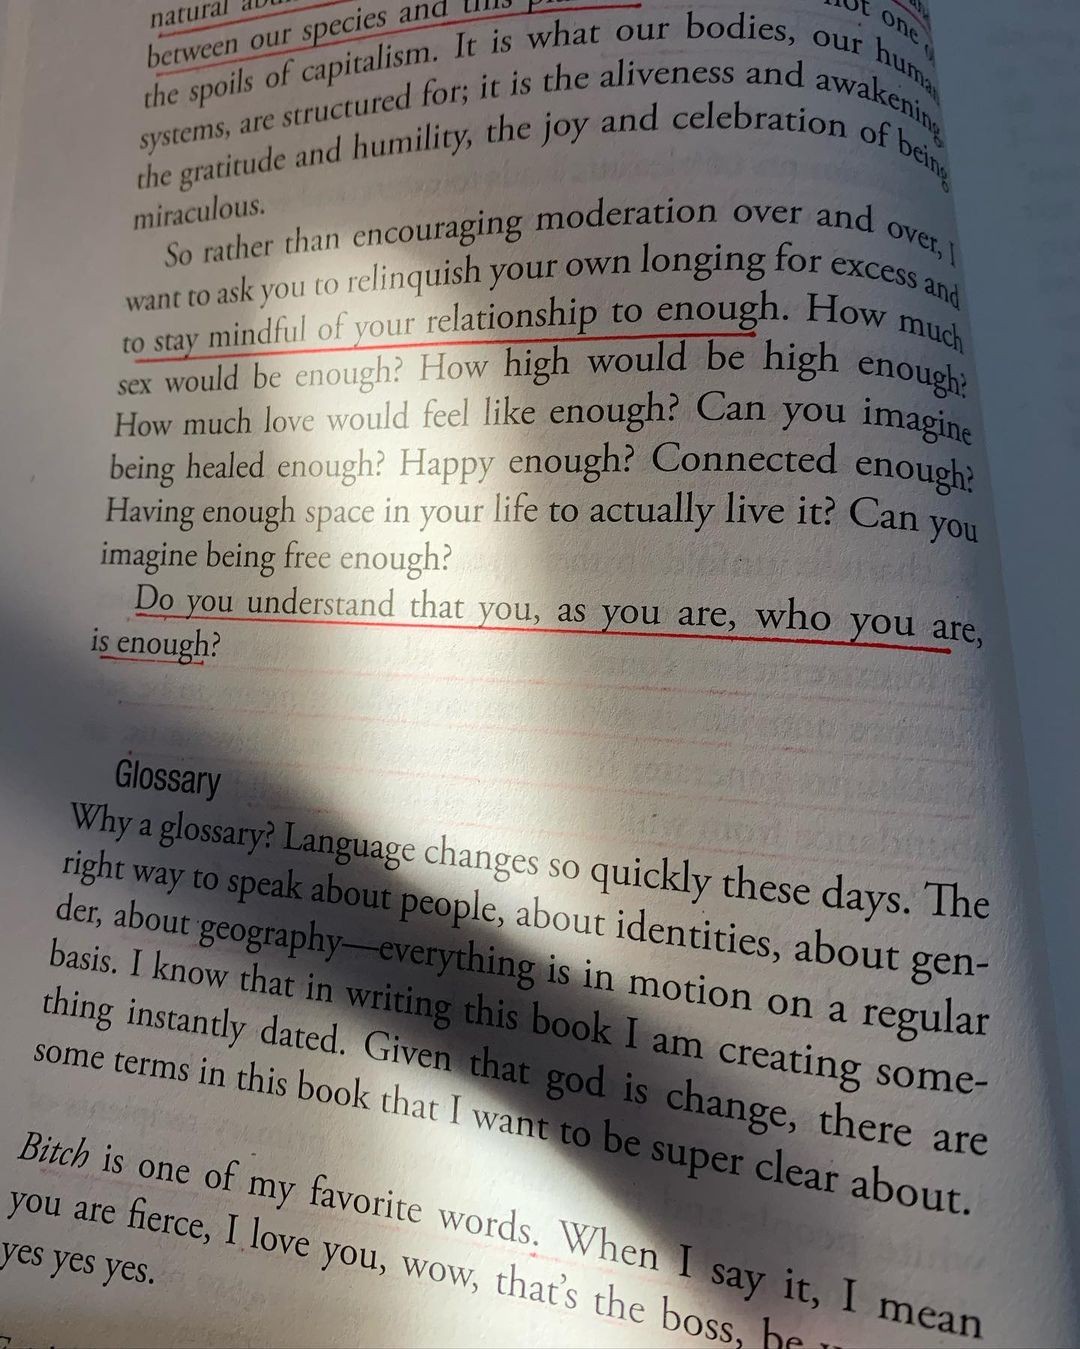 natural
between our species and this
the spoils of capitalism. It is what our bodies, our human
systems, are structured for; it is the aliveness and awakening,
the gratitude and humility, the joy and celebration of being
miraculous.
So rather than encouraging moderation over and over, I
want to ask you to relinquish your own longing for excess and
to stay mindful of your relationship to enough. How much
sex would be enough? How high would be high enough?
How much love would feel like enough? Can you imagine
being healed enough? Happy enough? Connected enough?
Having enough space in your life to actually live it? Can you
imagine being free enough?
Do you understand that you, as you are, who you are,
is enough?
Glossary
Why a glossary? Language changes so quickly these days. The
right way to speak about people, about identities, about gen-
der, about geography—everything is in motion on a regular
basis. I know that in writing this book I am creating some-
thing instantly dated. Given that god is change, there are
some terms in this book that I want to be super clear about.
Bitch is one of my favorite words. When I say it, I mean
you are fierce, I love you, wow, that's the boss, be
yes yes yes.